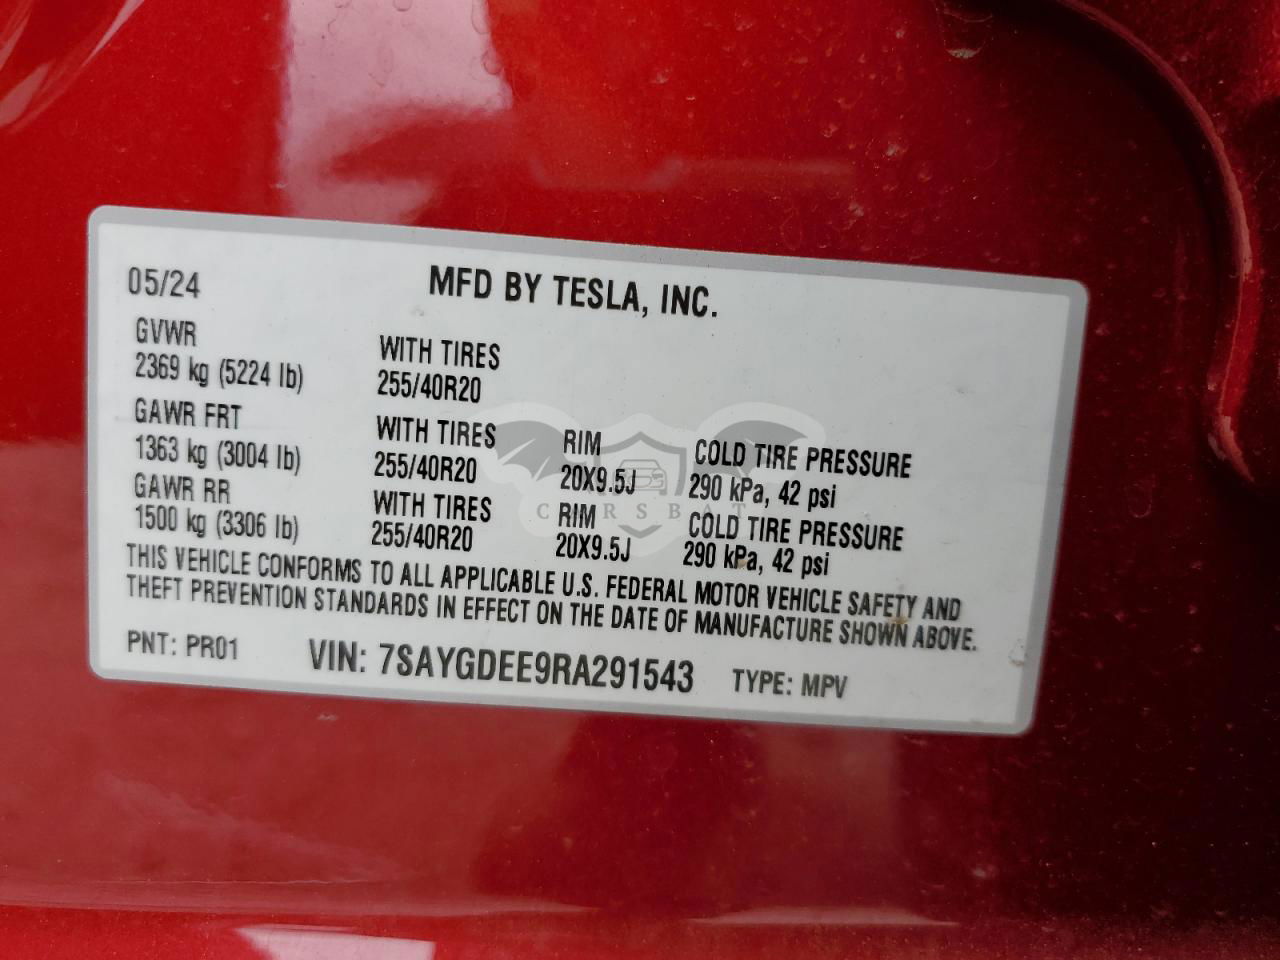 05/24 MFD BY TESLA, INC.
GVWR
2369 kg (5224 lb) WITH TIRES
255/40R20
GAWR FRT
1363 kg (3004 lb) WITH TIRES
255/40R20 RIM
20X9.5J COLD TIRE PRESSURE
290 kPa, 42 psi
GAWR RR
1500 kg (3306 lb) WITH TIRES
255/40R20 RIM
20X9.5J COLD TIRE PRESSURE
290 kPa, 42 psi
THIS VEHICLE CONFORMS TO ALL APPLICABLE U.S. FEDERAL MOTOR VEHICLE SAFETY AND
THEFT PREVENTION STANDARDS IN EFFECT ON THE DATE OF MANUFACTURE SHOWN ABOVE.
PNT: PR01 VIN: 7SAYGDEE9RA291543 TYPE: MPV
CARSBAT